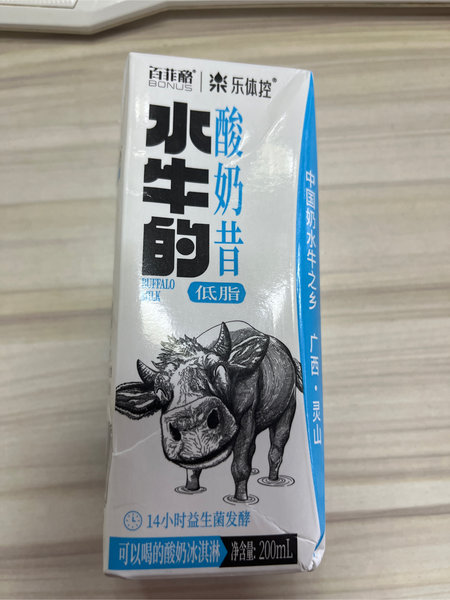 百菲酪®
BONUS
乐体控®
水牛的
酸奶昔
BUFFALO
MILK
低脂
中国奶水牛之乡 广西·灵山
14小时益生菌发酵
可以喝的酸奶冰淇淋
净含量:200mL